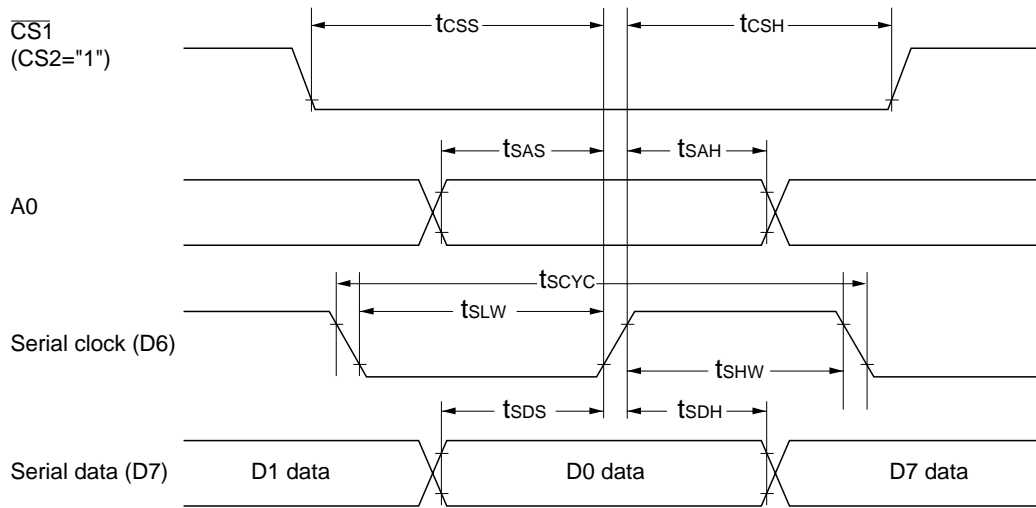 CS1
(CS2="1")
tCSS
tCSH
tSAS
tSAH
A0
tSCYC
tSLW
Serial clock (D6)
tSHW
tSDS
tSDH
Serial data (D7)
D1 data
D0 data
D7 data